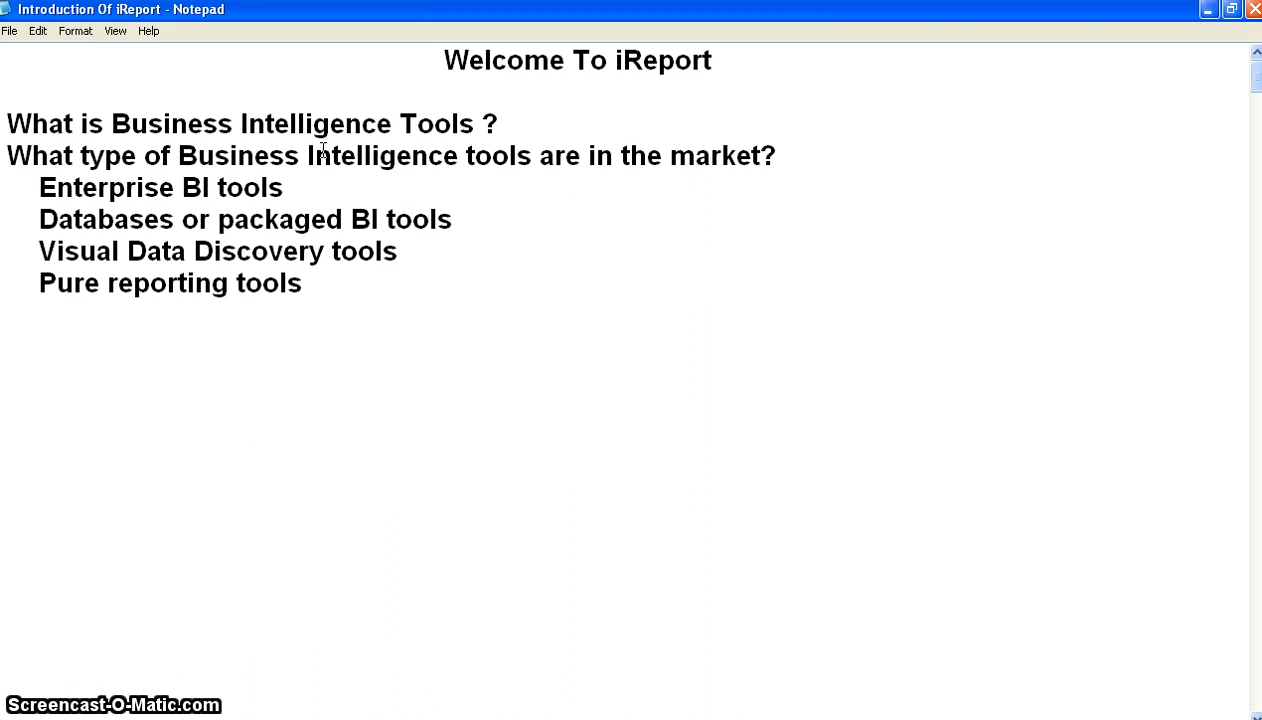 Introduction Of iReport - Notepad
File Edit Format View Help
Welcome To iReport
What is Business Intelligence Tools ?
What type of Business Intelligence tools are in the market?
Enterprise BI tools
Databases or packaged BI tools
Visual Data Discovery tools
Pure reporting tools
Screencast-O-Matic.com